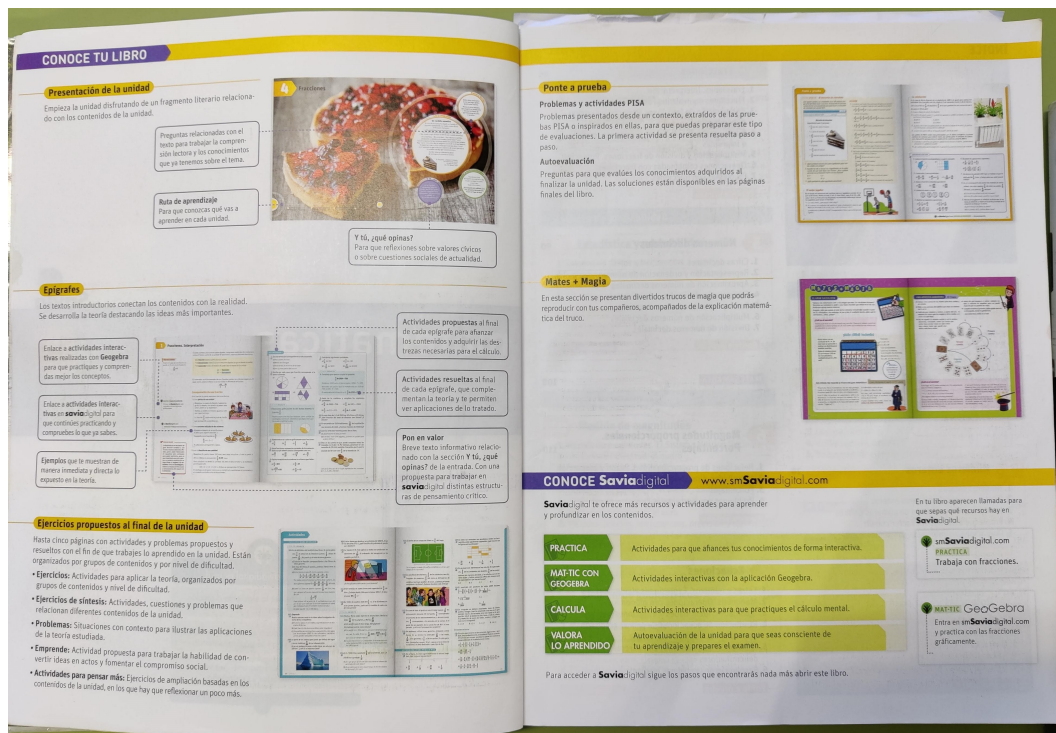 CONOCE TU LIBRO
Presentación de la unidad
Empieza la unidad disfrutando de un fragmento literario relaciona-
do con los contenidos de la unidad.
Preguntas relacionadas con el
texto para trabajar la compren-
sión lectora y los conocimientos
que ya tenemos sobre el tema.
Ruta de aprendizaje
Para que conozcas qué vas a
aprender en cada unidad.
4 Fracciones
Y tú, ¿qué opinas?
Para que reflexiones sobre valores cívicos
o sobre cuestiones sociales de actualidad.
Epígrafes
Los textos introductorios conectan los contenidos con la realidad.
Se desarrolla la teoría destacando las ideas más importantes.
Enlace a actividades interac-
tivas realizadas con Geogebra
para que practiques y compren-
das mejor los conceptos.
Enlace a actividades interac-
tivas en saviadigital para
que continúes practicando y
compruebes lo que ya sabes.
Ejemplos que te muestran de
manera inmediata y directa lo
expuesto en la teoría.
Actividades propuestas al final
de cada epígrafe para afianzar
los contenidos y adquirir las des-
trezas necesarias para el cálculo.
Actividades resueltas al final
de cada epígrafe, que comple-
mentan la teoría y te permiten
ver aplicaciones de lo tratado.
Pon en valor
Breve texto informativo relacio-
nado con la sección Y tú, ¿qué
opinas? de la entrada. Con una
propuesta para trabajar en
saviadigital distintas estructu-
ras de pensamiento crítico.
Ejercicios propuestos al final de la unidad
Hasta cinco páginas con actividades y problemas propuestos y
resueltos con el fin de que trabajes lo aprendido en la unidad. Están
organizados por grupos de contenidos y por nivel de dificultad.
• Ejercicios: Actividades para aplicar la teoría, organizados por
grupos de contenidos y nivel de dificultad.
• Ejercicios de síntesis: Actividades, cuestiones y problemas que
relacionan diferentes contenidos de la unidad.
• Problemas: Situaciones con contexto para ilustrar las aplicaciones
de la teoría estudiada.
• Emprende: Actividad propuesta para trabajar la habilidad de con-
vertir ideas en actos y fomentar el compromiso social.
• Actividades para pensar más: Ejercicios de ampliación basadas en los
contenidos de la unidad, en los que hay que reflexionar un poco más.
Ponte a prueba
Problemas y actividades PISA
Problemas presentados desde un contexto, extraídos de las prue-
bas PISA o inspirados en ellas, para que puedas preparar este tipo
de evaluaciones. La primera actividad se presenta resuelta paso a
paso.
Autoevaluación
Preguntas para que evalúes los conocimientos adquiridos al
finalizar la unidad. Las soluciones están disponibles en las páginas
finales del libro.
Mates + Magia
En esta sección se presentan divertidos trucos de magia que podrás
reproducir con tus compañeros, acompañados de la explicación matemá-
tica del truco.
CONOCE Saviadigital www.smSaviadigital.com
Saviadigital te ofrece más recursos y actividades para aprender
y profundizar en los contenidos.
PRACTICA
Actividades para que afiances tus conocimientos de forma interactiva.
MAT-TIC CON
GEOGEBRA
Actividades interactivas con la aplicación Geogebra.
CALCULA
Actividades interactivas para que practiques el cálculo mental.
VALORA
LO APRENDIDO
Autoevaluación de la unidad para que seas consciente de
tu aprendizaje y prepares el examen.
Para acceder a Saviadigital sigue los pasos que encontrarás nada más abrir este libro.
En tu libro aparecen llamadas para
que sepas qué recursos hay en
Saviadigital.
smSaviadigital.com
PRACTICA
Trabaja con fracciones.
MAT-TIC GeoGebra
Entra en smSaviadigital.com
y practica con las fracciones
gráficamente.